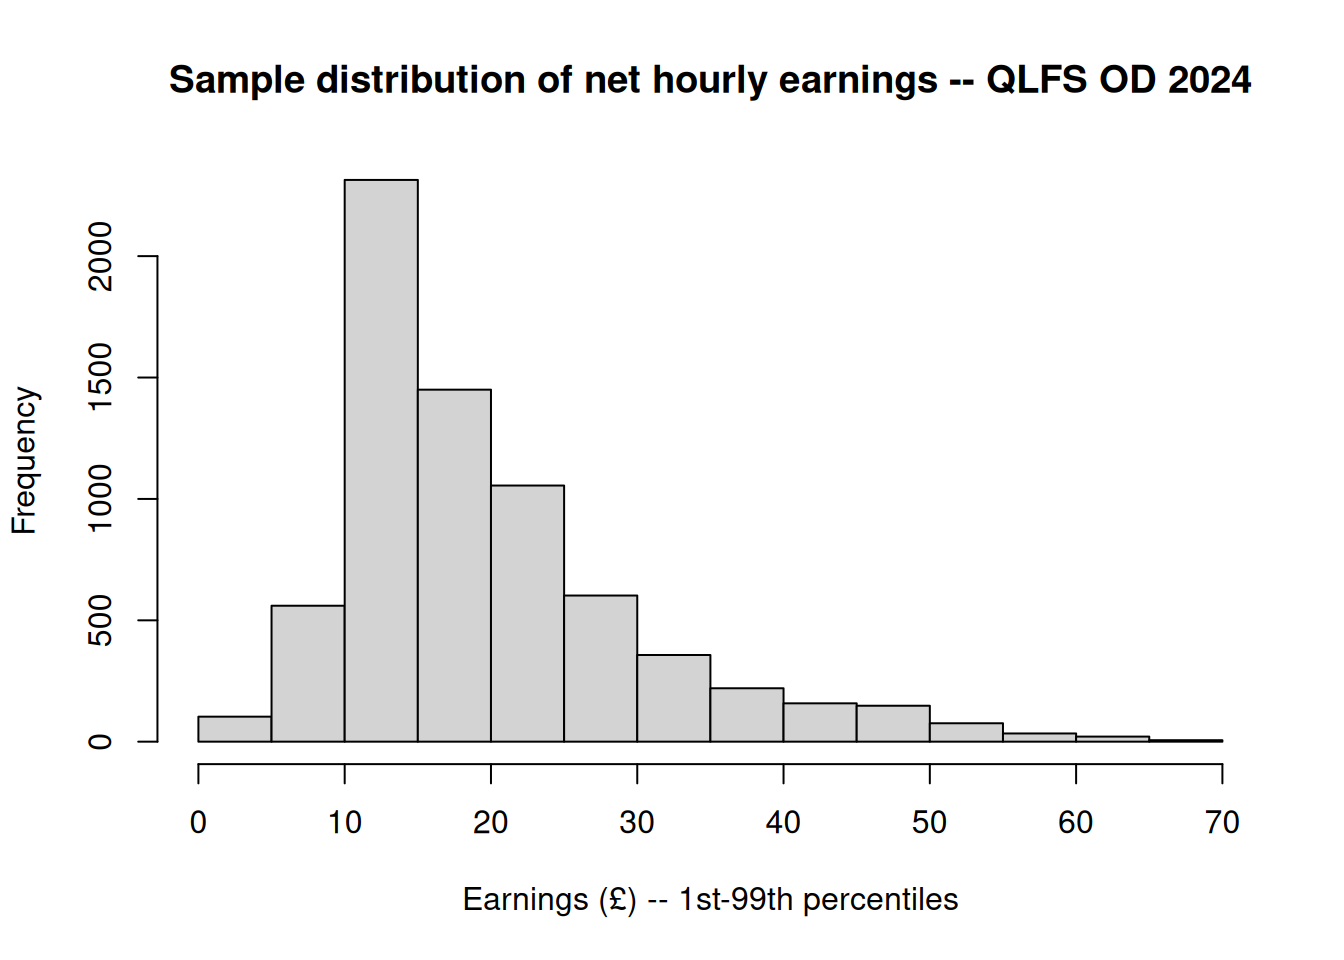 Sample distribution of net hourly earnings -- QLFS OD 2024
Frequency
2000
1500
1000
500
0
0 10 20 30 40 50 60 70
Earnings (£) -- 1st-99th percentiles